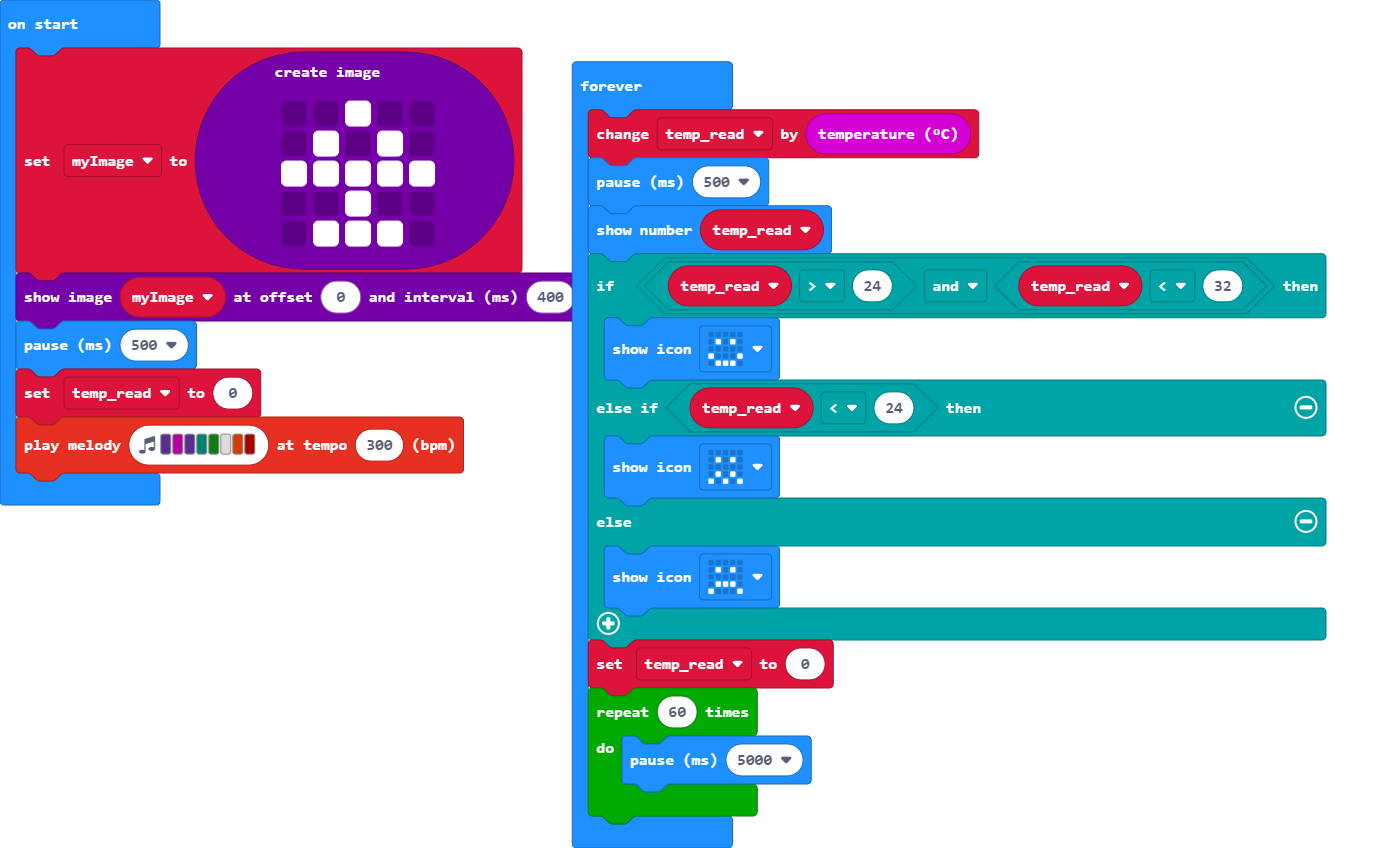 on start
create image
set myImage to
show image myImage at offset 0 and interval (ms) 400
pause (ms) 500
set temp_read to 0
play melody at tempo 300 (bpm)
forever
change temp_read by temperature (°C)
pause (ms) 500
show number temp_read
if temp_read > 24 and temp_read < 32 then
show icon
else if temp_read < 24 then
show icon
else
show icon
set temp_read to 0
repeat 60 times
do pause (ms) 5000